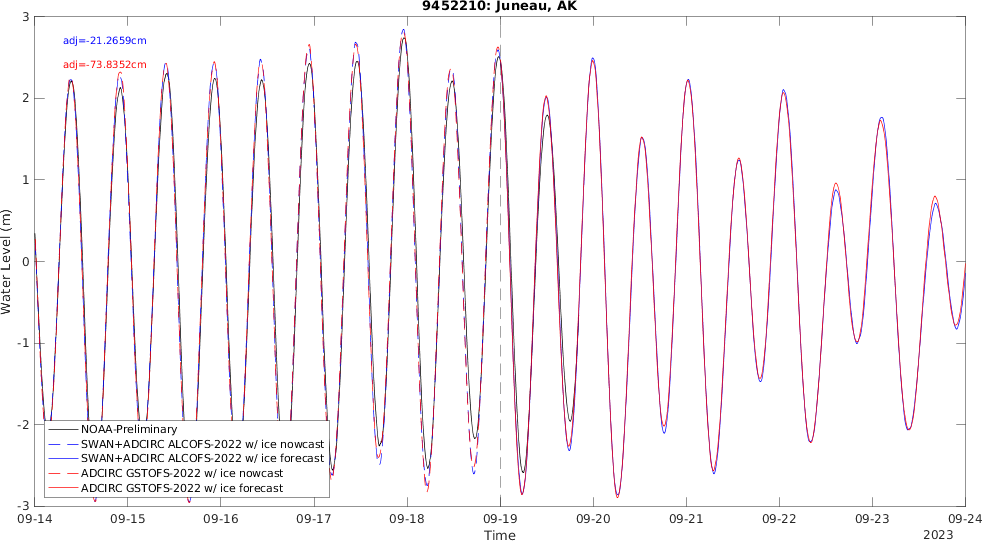 9452210: Juneau, AK
adj=-21.2659cm
adj=-73.8352cm
Water Level (m)
3
2
1
0
-1
-2
-3
NOAA-Preliminary
SWAN+ADCIRC ALCOFS-2022 w/ ice nowcast
SWAN+ADCIRC ALCOFS-2022 w/ ice forecast
ADCIRC GSTOFS-2022 w/ ice nowcast
ADCIRC GSTOFS-2022 w/ ice forecast
09-14 09-15 09-16 09-17 09-18 09-19 09-20 09-21 09-22 09-23 09-24
Time
2023